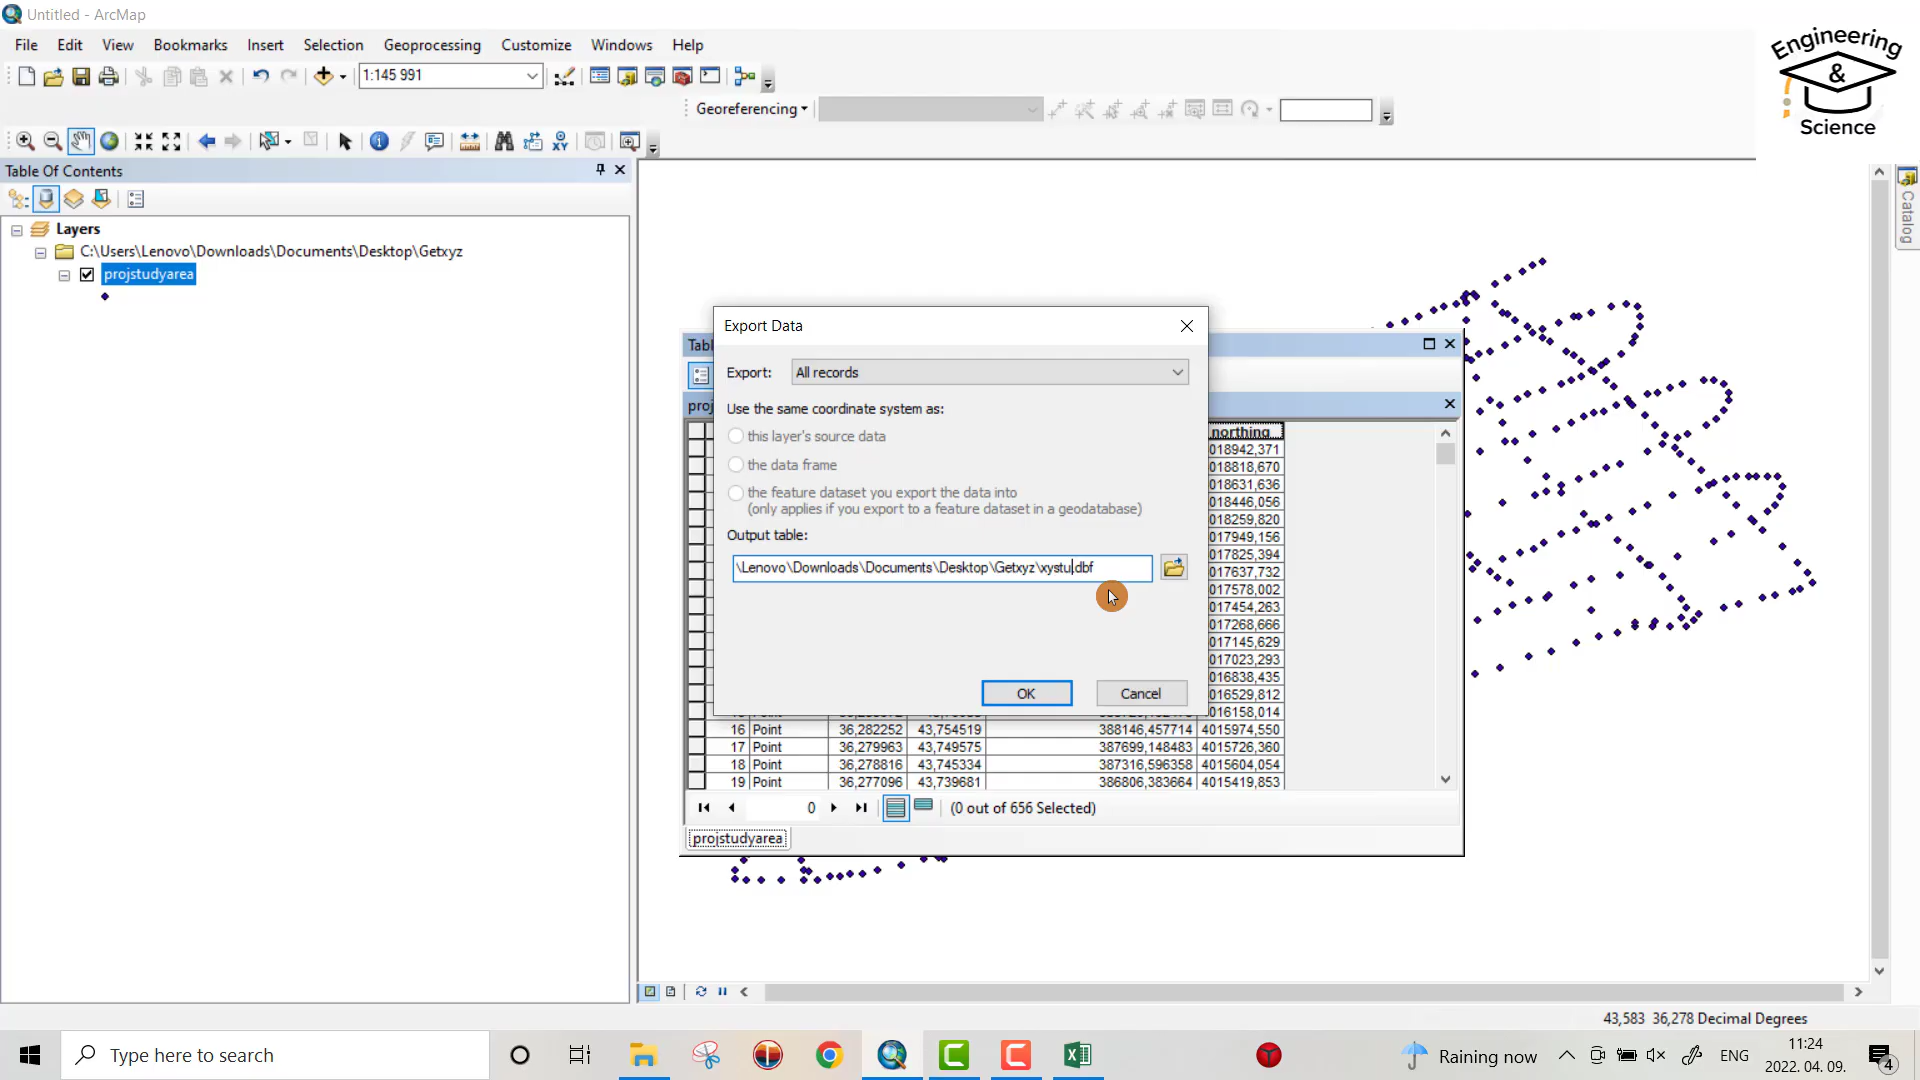 Untitled - ArcMap
File Edit View Bookmarks Insert Selection Geoprocessing Customize Windows Help
1:145 991
Georeferencing
Engineering
&
Science
Table Of Contents
Layers
C:\Users\Lenovo\Downloads\Documents\Desktop\Getxyz
projstudyarea
Catalog
Export Data
Export: All records
Use the same coordinate system as:
this layer's source data
the data frame
the feature dataset you export the data into
(only applies if you export to a feature dataset in a geodatabase)
Output table:
\Lenovo\Downloads\Documents\Desktop\Getxyz\xystu.dbf
OK Cancel
northing
018942,371
018818,670
018631,636
018446,056
018259,820
017949,156
017825,394
017637,732
017578,002
017454,263
017268,666
017145,629
017023,293
016838,435
016529,812
016158,014
16 Point 36,282252 43,754519 388146,457714 4015974,550
17 Point 36,279963 43,749575 387699,148483 4015726,360
18 Point 36,278816 43,745334 387316,596358 4015604,054
19 Point 36,277096 43,739681 386806,383664 4015419,853
0 (0 out of 656 Selected)
projstudyarea
43,583 36,278 Decimal Degrees
Type here to search
Raining now
ENG
11:24
2022. 04. 09.
4